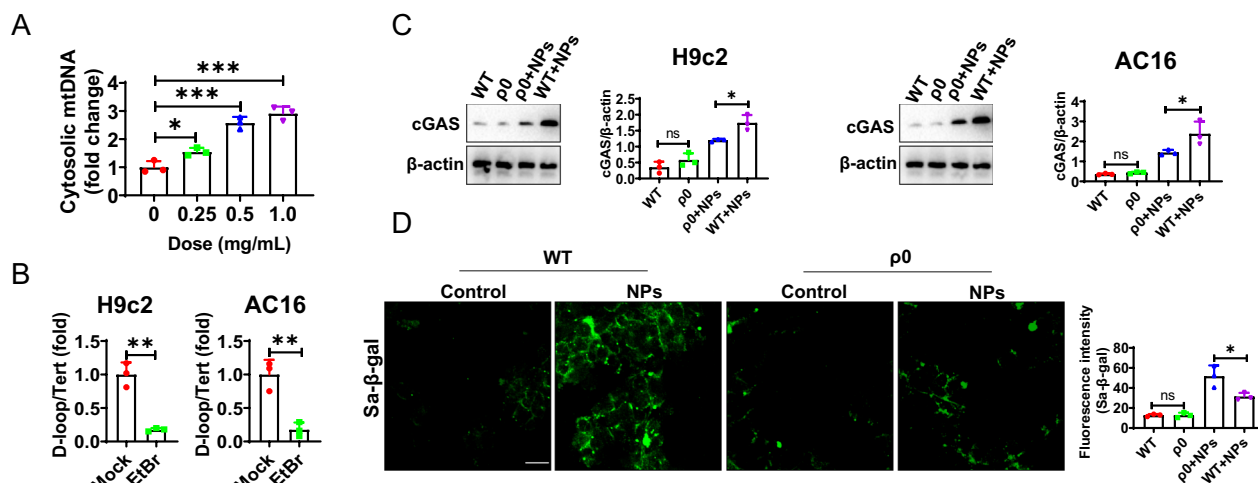 A
Cytosolic mtDNA
(fold change)
4
3
2
1
0
*
***
***
0 0.25 0.5 1.0
Dose (mg/mL)
B
H9c2
D-loop/Tert (fold)
1.5
1.0
0.5
0.0
**
Mock
EtBr
AC16
D-loop/Tert (fold)
1.5
1.0
0.5
0.0
**
Mock
EtBr
C
WT ρ0 ρ0+NPs WT+NPs
cGAS
β-actin
H9c2
cGAS/β-actin
2.5
2.0
1.5
1.0
0.5
0.0
ns
*
WT
ρ0
ρ0+NPs
WT+NPs
WT ρ0 ρ0+NPs WT+NPs
cGAS
β-actin
AC16
cGAS/β-actin
4
3
2
1
0
ns
*
WT
ρ0
ρ0+NPs
WT+NPs
D
WT ρ0
Control NPs Control NPs
Sa-β-gal
Fluorescence intensity
(Sa-β-gal)
80
60
40
20
0
ns
*
WT
ρ0
ρ0+NPs
WT+NPs